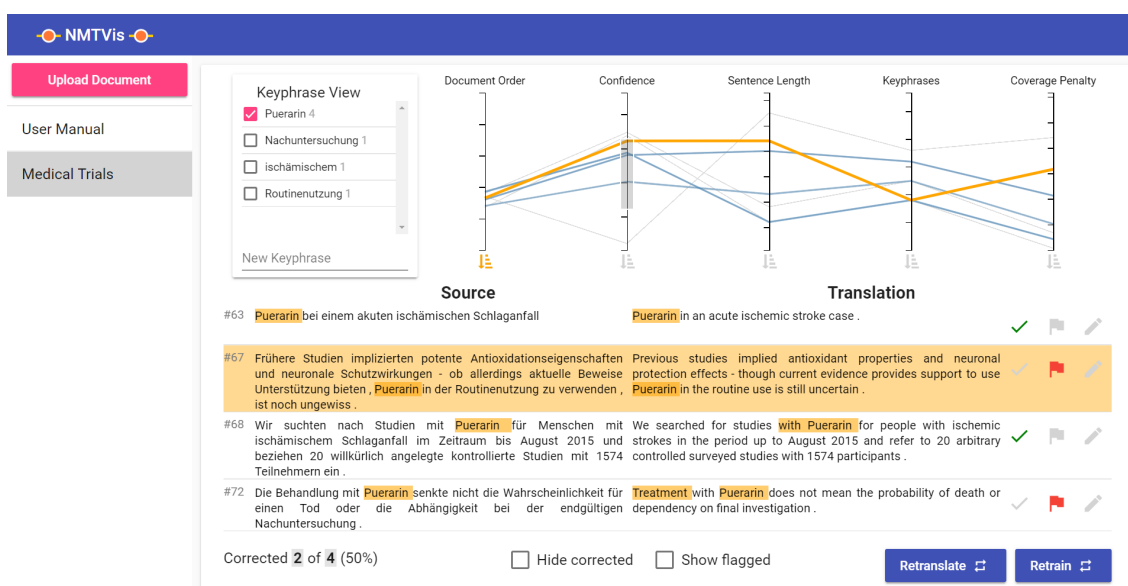 NMTVis
Upload Document
User Manual
Medical Trials
Keyphrase View
Puerarin 4
Nachuntersuchung 1
ischämischem 1
Routinenutzung 1
New Keyphrase
Document Order
Confidence
Sentence Length
Keyphrases
Coverage Penalty
Source
Translation
#63
Puerarin bei einem akuten ischämischen Schlaganfall
Puerarin in an acute ischemic stroke case .
#67
Frühere Studien implizierten potente Antioxidationseigenschaften
und neuronale Schutzwirkungen - ob allerdings aktuelle Beweise
Unterstützung bieten , Puerarin in der Routinenutzung zu verwenden ,
ist noch ungewiss .
Previous studies implied antioxidant properties and neuronal
protection effects - though current evidence provides support to use
Puerarin in the routine use is still uncertain .
#68
Wir suchten nach Studien mit Puerarin für Menschen mit
ischämischem Schlaganfall im Zeitraum bis August 2015 und
beziehen 20 willkürlich angelegte kontrollierte Studien mit 1574
Teilnehmern ein .
We searched for studies with Puerarin for people with ischemic
strokes in the period up to August 2015 and refer to 20 arbitrary
controlled surveyed studies with 1574 participants .
#72
Die Behandlung mit Puerarin senkte nicht die Wahrscheinlichkeit für
einen Tod oder die Abhängigkeit bei der endgültigen
Nachuntersuchung .
Treatment with Puerarin does not mean the probability of death or
dependency on final investigation .
Corrected 2 of 4 (50%)
Hide corrected
Show flagged
Retranslate
Retrain